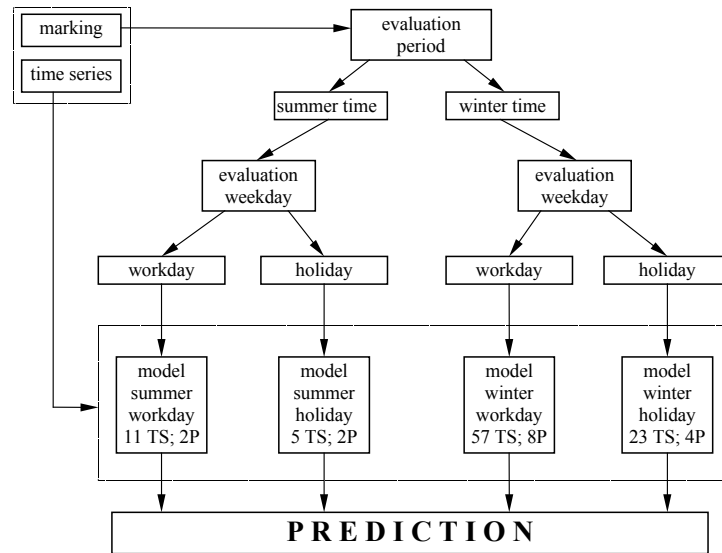 marking
evaluation
period
time series
summer time
winter time
evaluation
weekday
evaluation
weekday
workday
holiday
workday
holiday
model
summer
workday
11 TS; 2P
model
summer
holiday
5 TS; 2P
model
winter
workday
57 TS; 8P
model
winter
holiday
23 TS; 4P
PREDICTION